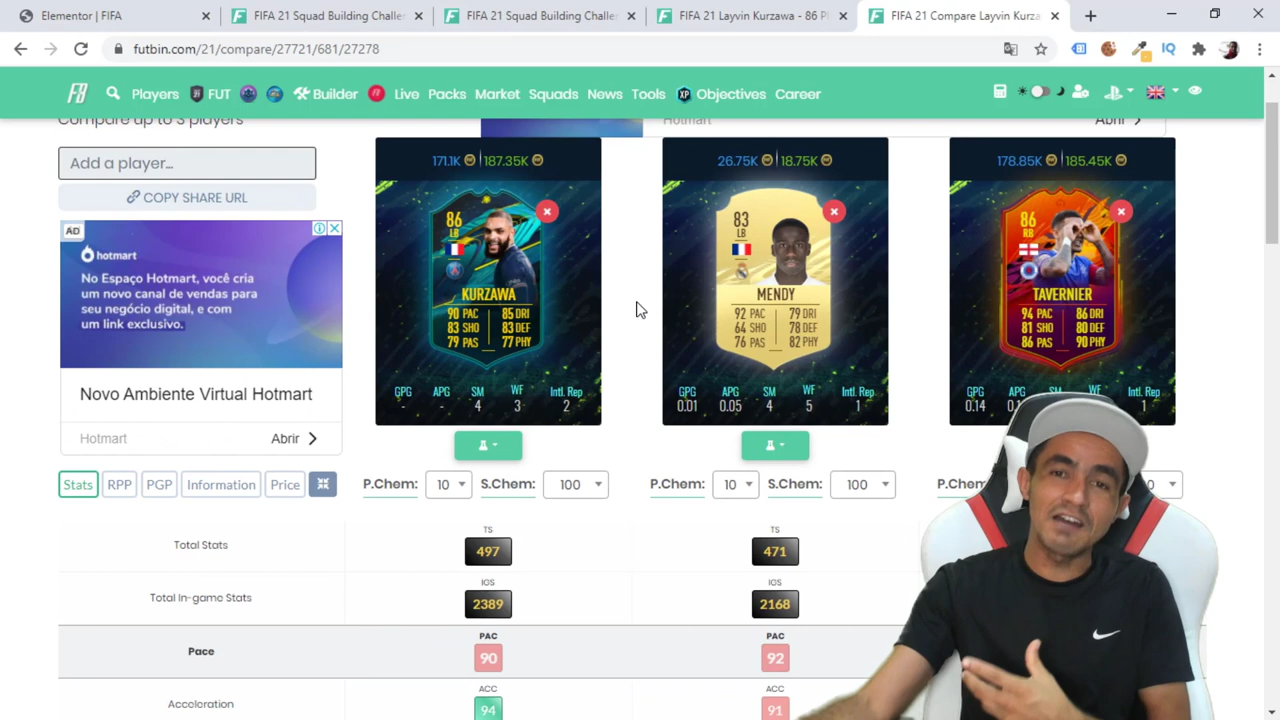 Elementor | FIFA
FIFA 21 Squad Building Challe
FIFA 21 Squad Building Challe
FIFA 21 Layvin Kurzawa - 86 P
FIFA 21 Compare Layvin Kurza
futbin.com/21/compare/27721/681/27278
IQ
F8
Players
FUT
Builder
Live
Packs
Market
Squads
News
Tools
XP
Objectives
Career
Compare up to 3 players
Hotmart
Abrir
Add a player...
COPY SHARE URL
AD
hotmart
No Espaço Hotmart, você cria
um novo canal de vendas para
seu negócio digital, e com
um link exclusivo.
Novo Ambiente Virtual Hotmart
Hotmart
Abrir
171.1K 187.35K
86
LB
KURZAWA
90 PAC 85 DRI
83 SHO 83 DEF
79 PAS 77 PHY
GPG APG SM WF Intl. Rep
- - 4 3 2
26.75K 18.75K
83
LB
MENDY
92 PAC 79 DRI
64 SHO 78 DEF
76 PAS 82 PHY
GPG APG SM WF Intl. Rep
0.01 0.05 4 5 1
178.85K 185.45K
86
RB
TAVERNIER
94 PAC 86 DRI
81 SHO 80 DEF
86 PAS 90 PHY
GPG APG SM WF Intl. Rep
0.14 1
Stats RPP PGP Information Price
P.Chem: 10 S.Chem: 100
P.Chem: 10 S.Chem: 100
P.Chem
Total Stats
TS
497
TS
471
Total In-game Stats
IGS
2389
IGS
2168
Pace
PAC
90
PAC
92
Acceleration
ACC
94
ACC
91